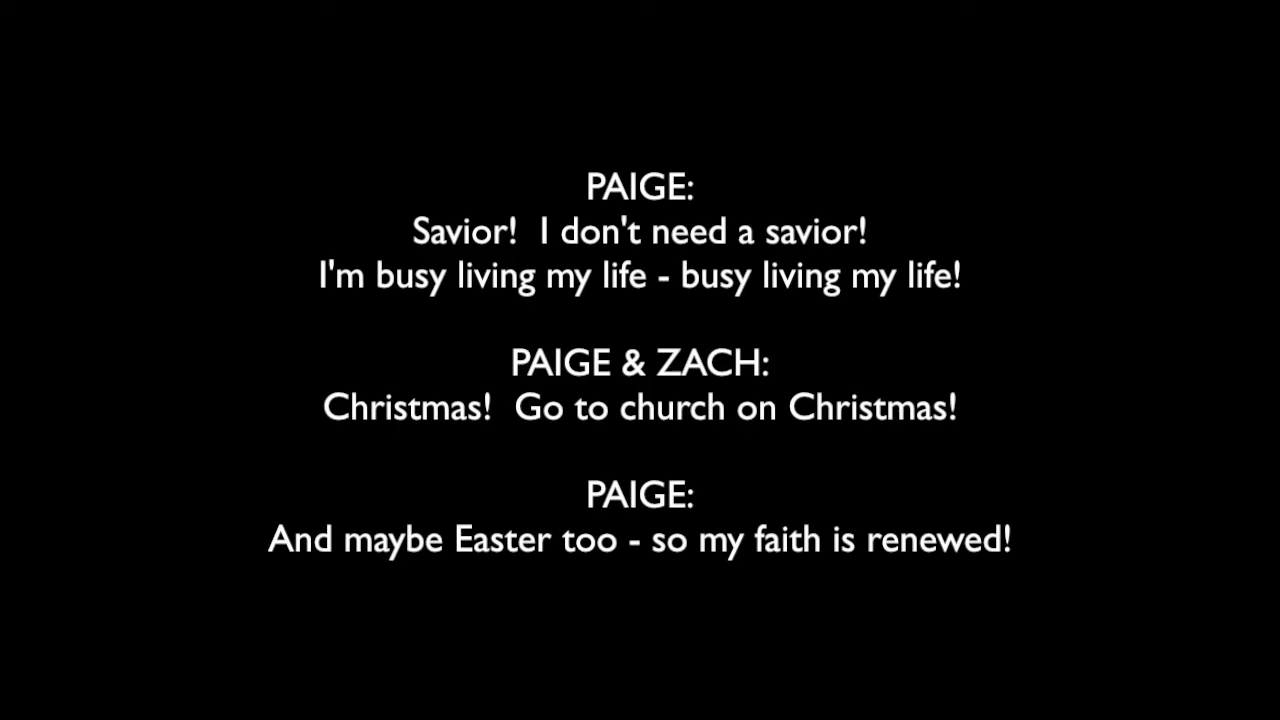 PAIGE:
Savior!  I don't need a savior!
I'm busy living my life - busy living my life!
PAIGE & ZACH:
Christmas!  Go to church on Christmas!
PAIGE:
And maybe Easter too - so my faith is renewed!